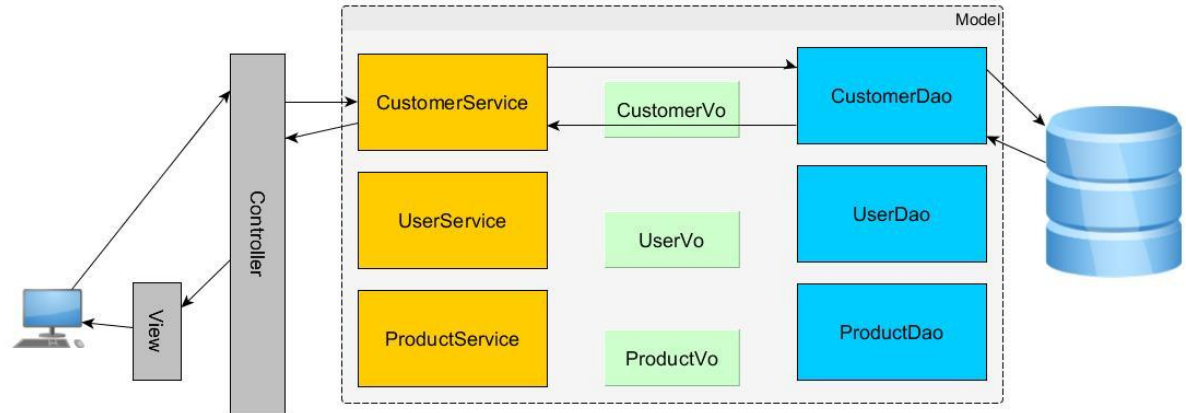 Model
CustomerService
CustomerVo
CustomerDao
Controller
UserService
UserVo
UserDao
View
ProductService
ProductVo
ProductDao